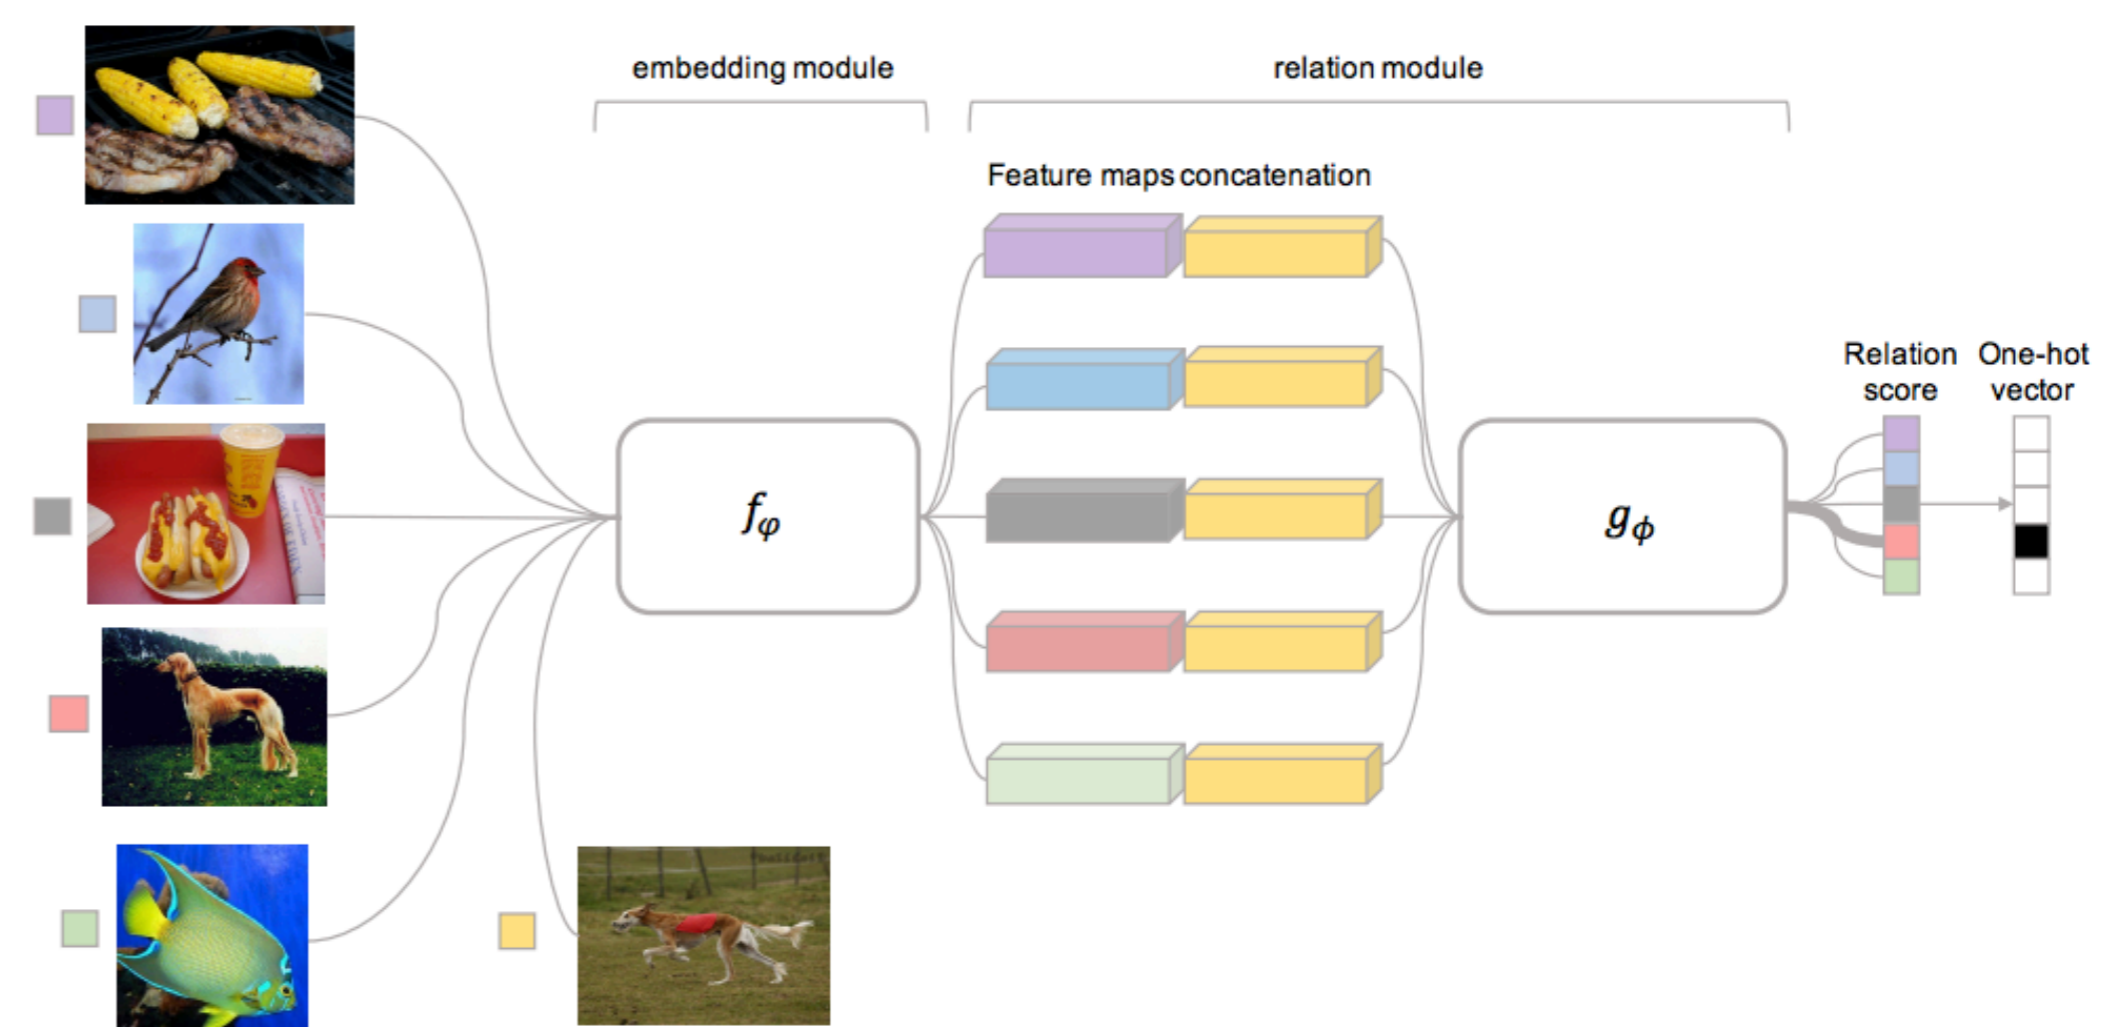 embedding module
relation module
Feature maps concatenation
fφ
gϕ
Relation
score
One-hot
vector